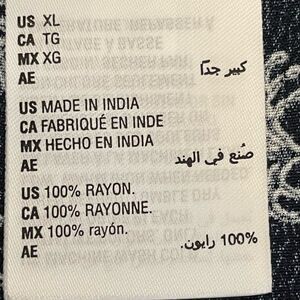 US XL
CA TG
MX XG
AE كبير جداً
US MADE IN INDIA
CA FABRIQUÉ EN INDE
MX HECHO EN INDIA
AE صُنع في الهند
US 100% RAYON.
CA 100% RAYONNE.
MX 100% rayón.
AE 100% رايون.